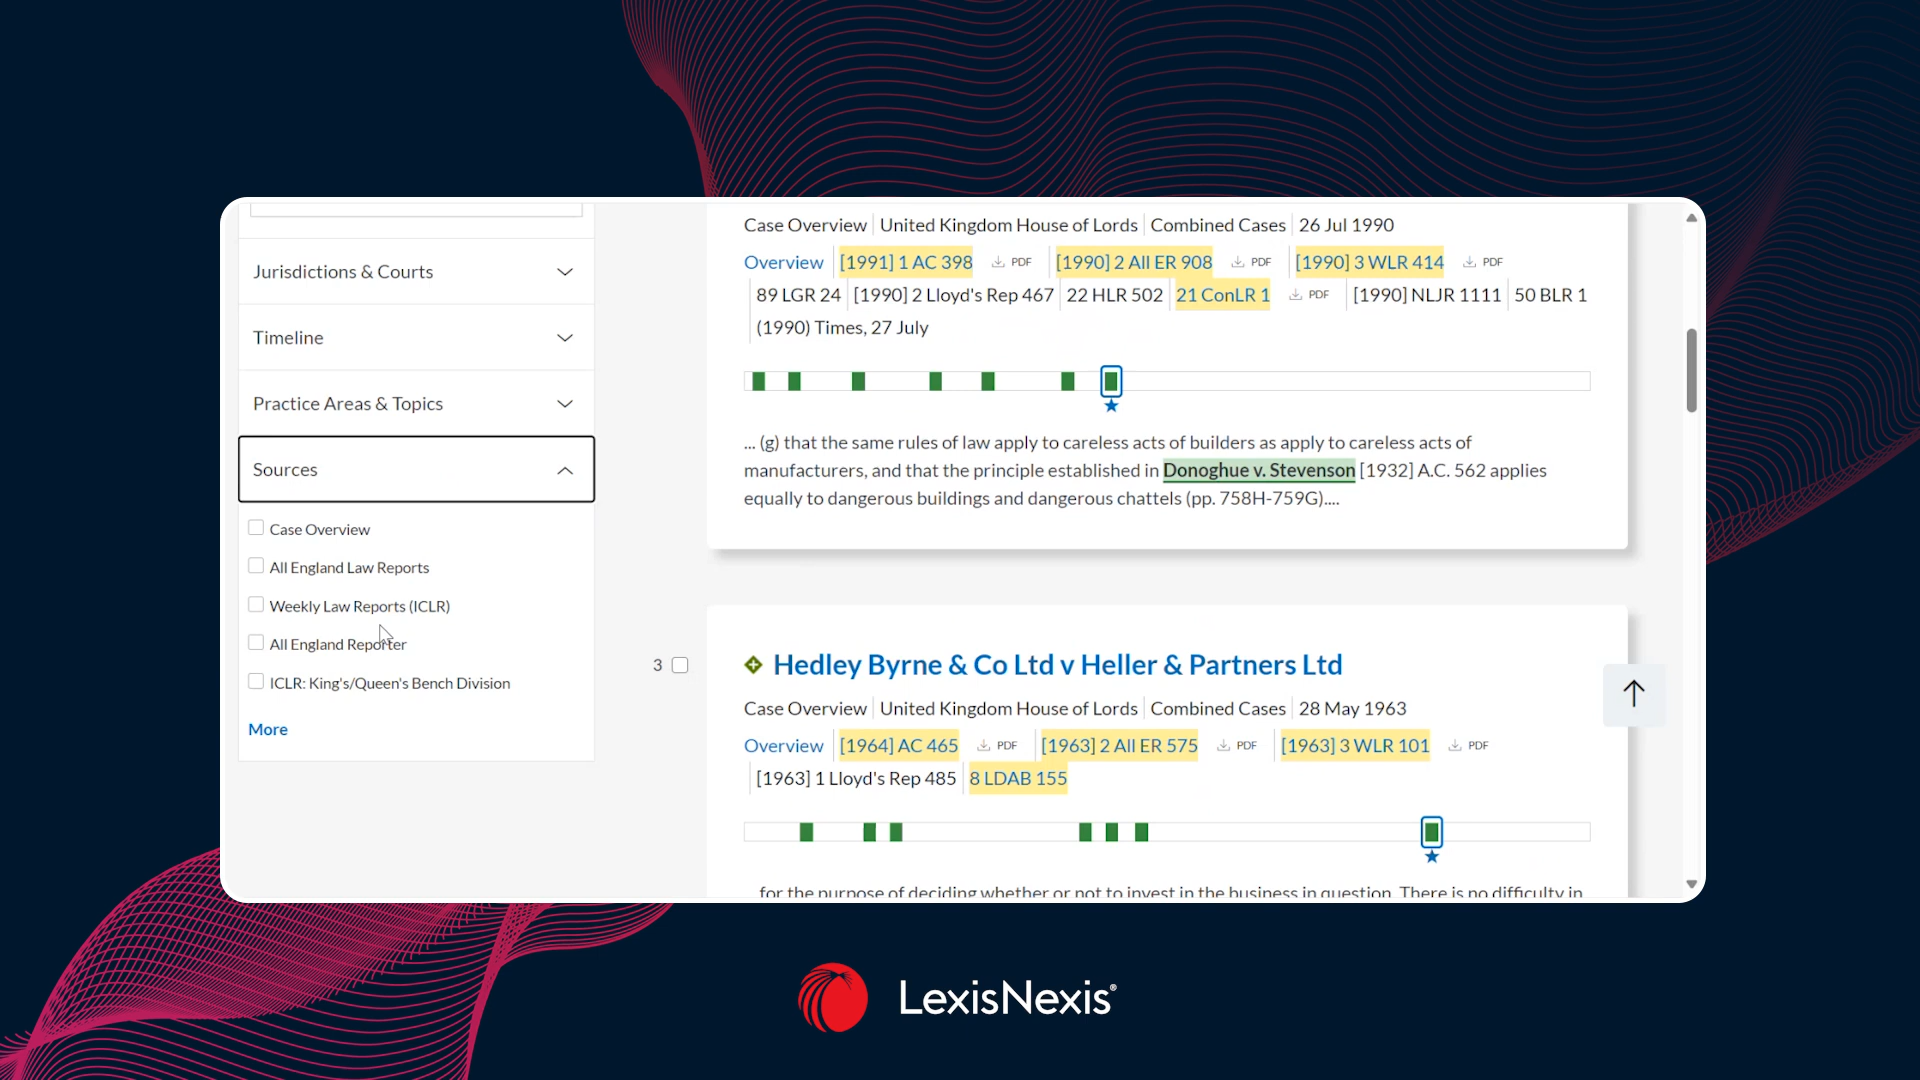 Jurisdictions & Courts
Timeline
Practice Areas & Topics
Sources
Case Overview
All England Law Reports
Weekly Law Reports (ICLR)
All England Reporter
ICLR: King's/Queen's Bench Division
More
Case Overview United Kingdom House of Lords Combined Cases 26 Jul 1990
Overview [1991] 1 AC 398 PDF [1990] 2 All ER 908 PDF [1990] 3 WLR 414 PDF
89 LGR 24 [1990] 2 Lloyd's Rep 467 22 HLR 502 21 ConLR 1 PDF [1990] NLJR 1111 50 BLR 1
(1990) Times, 27 July
... (g) that the same rules of law apply to careless acts of builders as apply to careless acts of
manufacturers, and that the principle established in Donoghue v. Stevenson [1932] A.C. 562 applies
equally to dangerous buildings and dangerous chattels (pp. 758H-759G)....
3 Hedley Byrne & Co Ltd v Heller & Partners Ltd
Case Overview United Kingdom House of Lords Combined Cases 28 May 1963
Overview [1964] AC 465 PDF [1963] 2 All ER 575 PDF [1963] 3 WLR 101 PDF
[1963] 1 Lloyd's Rep 485 8 LDAB 155
for the purpose of deciding whether or not to invest in the business in question. There is no difficulty in
LexisNexis®